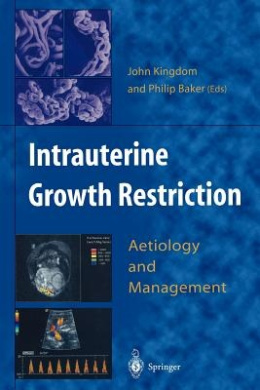 John Kingdom
and Philip Baker (Eds)
Intrauterine
Growth Restriction
Aetiology
and
Management
Springer